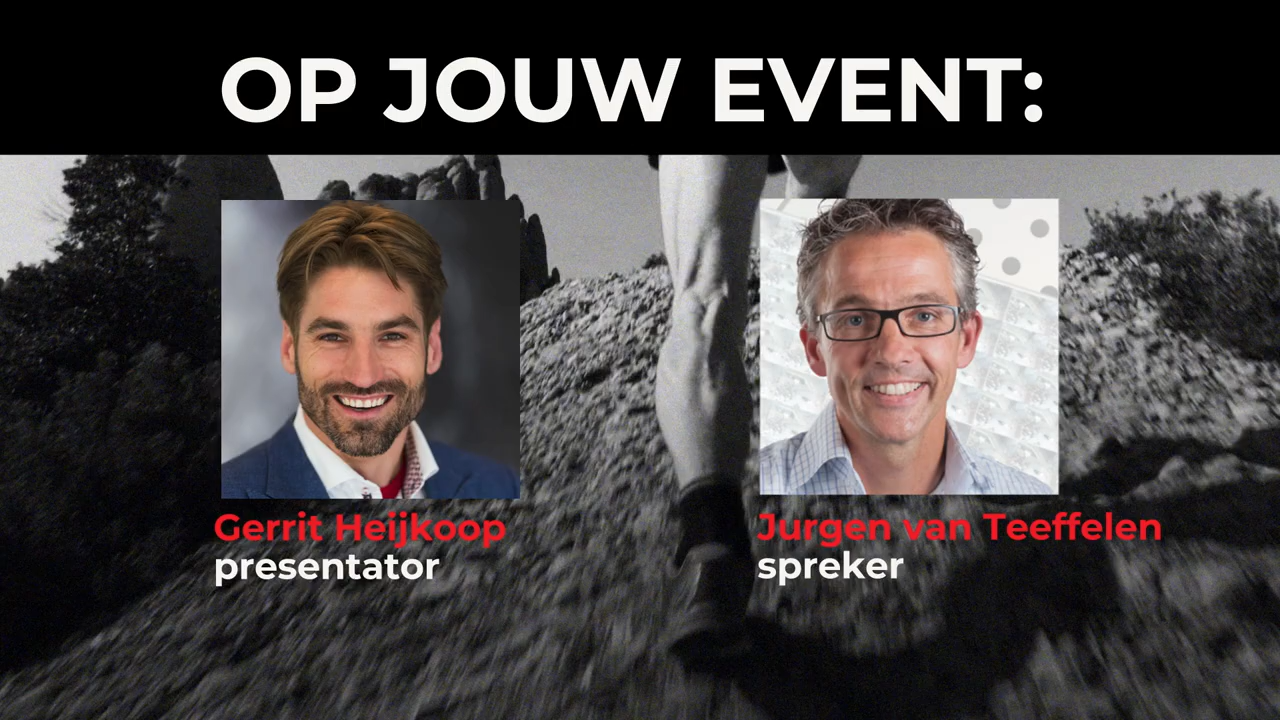 OP JOUW EVENT:
Gerrit Heijkoop
presentator
Jurgen van Teeffelen
spreker